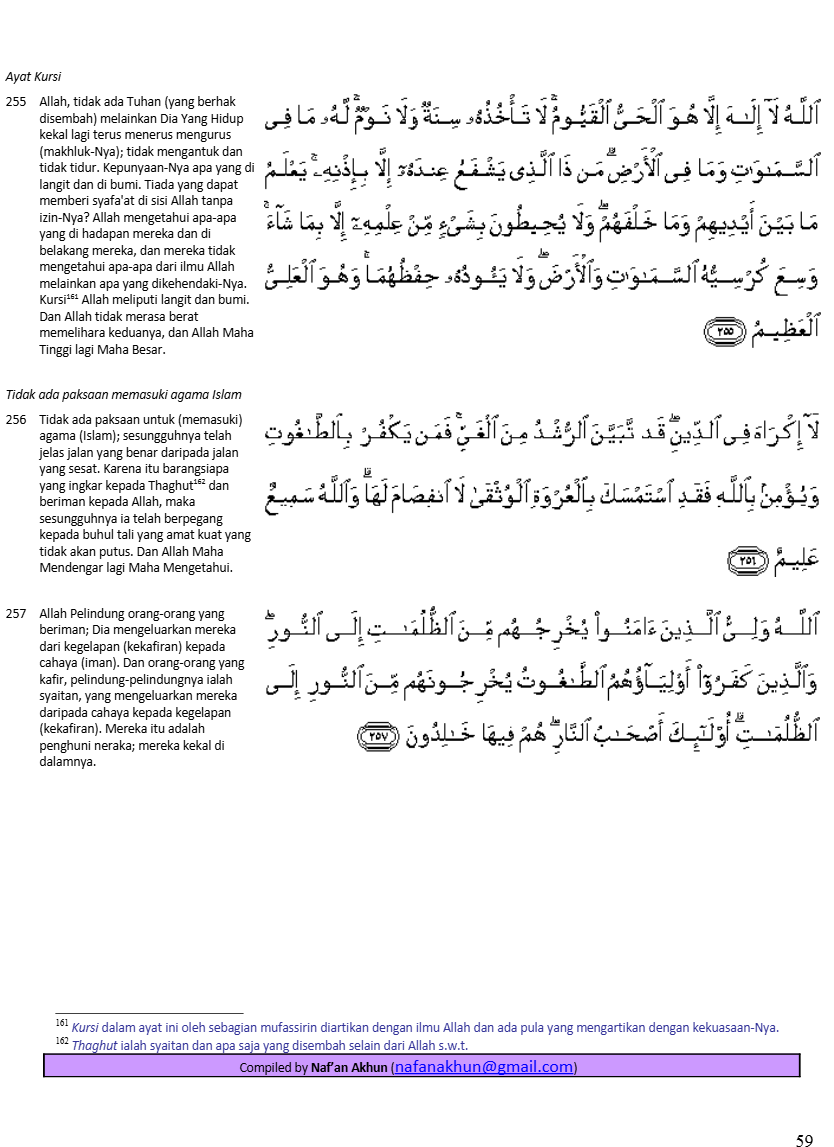 Ayat Kursi
255 Allah, tidak ada Tuhan (yang berhak
disembah) melainkan Dia Yang Hidup
kekal lagi terus menerus mengurus
(makhluk-Nya); tidak mengantuk dan
tidak tidur. Kepunyaan-Nya apa yang di
langit dan di bumi. Tiada yang dapat
memberi syafa'at di sisi Allah tanpa
izin-Nya? Allah mengetahui apa-apa
yang di hadapan mereka dan di
belakang mereka, dan mereka tidak
mengetahui apa-apa dari ilmu Allah
melainkan apa yang dikehendaki-Nya.
Kursi¹⁶¹ Allah meliputi langit dan bumi.
Dan Allah tidak merasa berat
memelihara keduanya, dan Allah Maha
Tinggi lagi Maha Besar.
ٱللَّهُ لَآ إِلَـٰهَ إِلَّا هُوَ ٱلْحَىُّ ٱلْقَيُّومُ ۚ لَا تَأْخُذُهُۥ سِنَةٌ وَلَا نَوْمٌ ۚ لَّهُۥ مَا فِى
ٱلسَّمَـٰوَٰتِ وَمَا فِى ٱلْأَرْضِ ۗ مَن ذَا ٱلَّذِى يَشْفَعُ عِندَهُۥٓ إِلَّا بِإِذْنِهِۦ ۚ يَعْلَمُ
مَا بَيْنَ أَيْدِيهِمْ وَمَا خَلْفَهُمْ ۖ وَلَا يُحِيطُونَ بِشَىْءٍ مِّنْ عِلْمِهِۦٓ إِلَّا بِمَا شَآءَ ۚ
وَسِعَ كُرْسِيُّهُ ٱلسَّمَـٰوَٰتِ وَٱلْأَرْضَ ۖ وَلَا يَـُٔودُهُۥ حِفْظُهُمَا ۚ وَهُوَ ٱلْعَلِىُّ
ٱلْعَظِيمُ ٢٥٥
Tidak ada paksaan memasuki agama Islam
256 Tidak ada paksaan untuk (memasuki)
agama (Islam); sesungguhnya telah
jelas jalan yang benar daripada jalan
yang sesat. Karena itu barangsiapa
yang ingkar kepada Thaghut¹⁶² dan
beriman kepada Allah, maka
sesungguhnya ia telah berpegang
kepada buhul tali yang amat kuat yang
tidak akan putus. Dan Allah Maha
Mendengar lagi Maha Mengetahui.
لَآ إِكْرَاهَ فِى ٱلدِّينِ ۖ قَد تَّبَيَّنَ ٱلرُّشْدُ مِنَ ٱلْغَىِّ ۚ فَمَن يَكْفُرْ بِٱلطَّـٰغُوتِ
وَيُؤْمِنۢ بِٱللَّهِ فَقَدِ ٱسْتَمْسَكَ بِٱلْعُرْوَةِ ٱلْوُثْقَىٰ لَا ٱنفِصَامَ لَهَا ۗ وَٱللَّهُ سَمِيعٌ
عَلِيمٌ ٢٥٦
257 Allah Pelindung orang-orang yang
beriman; Dia mengeluarkan mereka
dari kegelapan (kekafiran) kepada
cahaya (iman). Dan orang-orang yang
kafir, pelindung-pelindungnya ialah
syaitan, yang mengeluarkan mereka
daripada cahaya kepada kegelapan
(kekafiran). Mereka itu adalah
penghuni neraka; mereka kekal di
dalamnya.
ٱللَّهُ وَلِىُّ ٱلَّذِينَ ءَامَنُوا۟ يُخْرِجُهُم مِّنَ ٱلظُّلُمَـٰتِ إِلَى ٱلنُّورِ ۖ
وَٱلَّذِينَ كَفَرُوٓا۟ أَوْلِيَآؤُهُمُ ٱلطَّـٰغُوتُ يُخْرِجُونَهُم مِّنَ ٱلنُّورِ إِلَى
ٱلظُّلُمَـٰتِ ۗ أُو۟لَـٰٓئِكَ أَصْحَـٰبُ ٱلنَّارِ ۖ هُمْ فِيهَا خَـٰلِدُونَ ٢٥٧
¹⁶¹ Kursi dalam ayat ini oleh sebagian mufassirin diartikan dengan ilmu Allah dan ada pula yang mengartikan dengan kekuasaan-Nya.
¹⁶² Thaghut ialah syaitan dan apa saja yang disembah selain dari Allah s.w.t.
Compiled by Naf’an Akhun (nafanakhun@gmail.com)
59